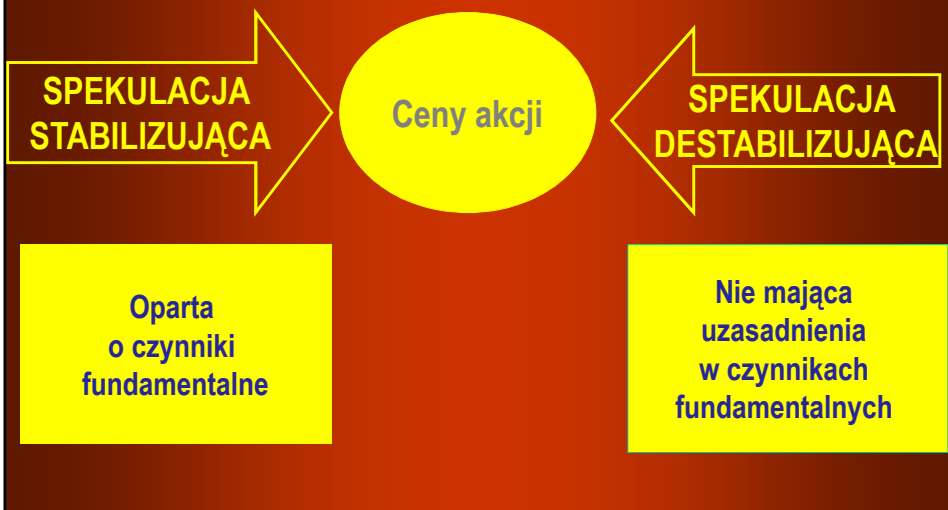 SPEKULACJA
STABILIZUJĄCA
Ceny akcji
SPEKULACJA
DESTABILIZUJĄCA
Oparta
o czynniki
fundamentalne
Nie mająca
uzasadnienia
w czynnikach
fundamentalnych